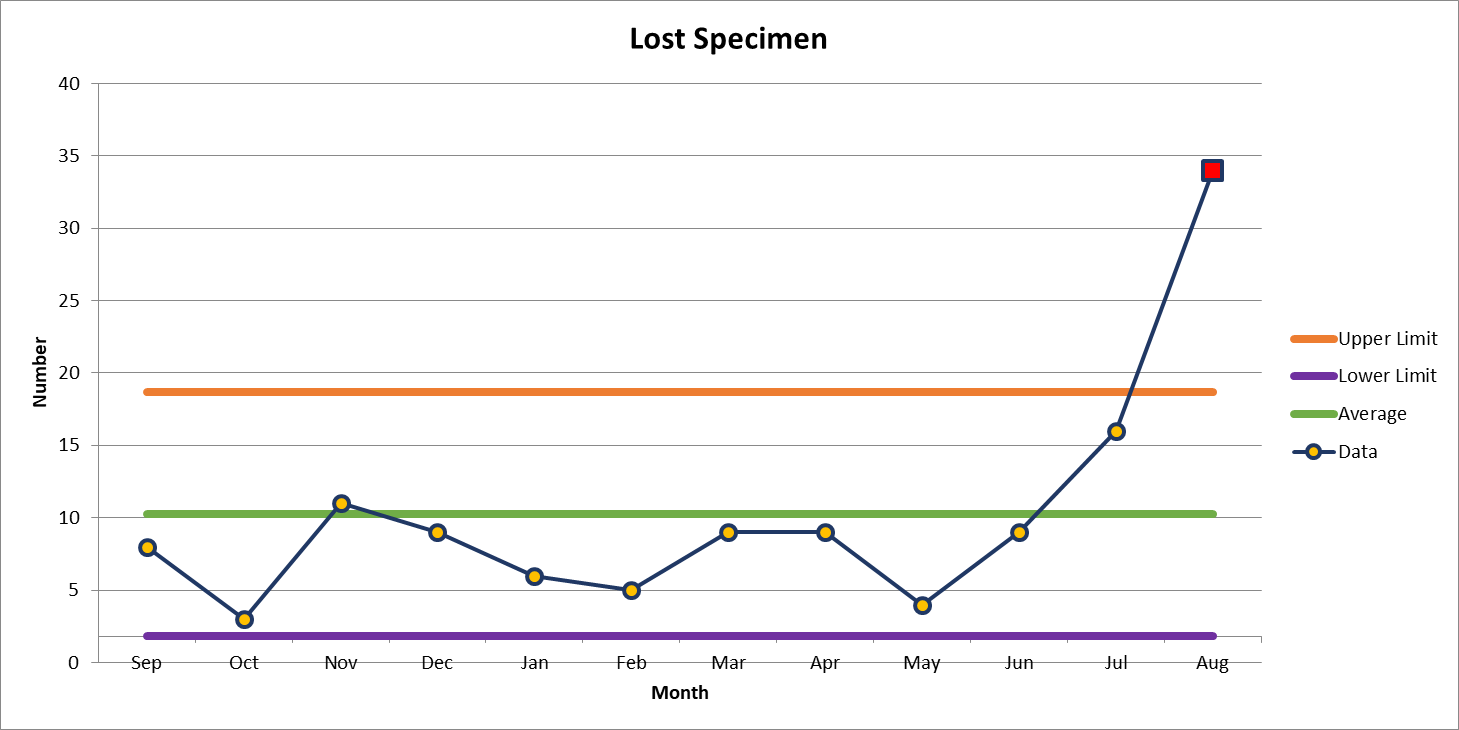 Lost Specimen
40
35
30
25
20
15
10
5
0
Number
Sep Oct Nov Dec Jan Feb Mar Apr May Jun Jul Aug
Month
Upper Limit
Lower Limit
Average
Data